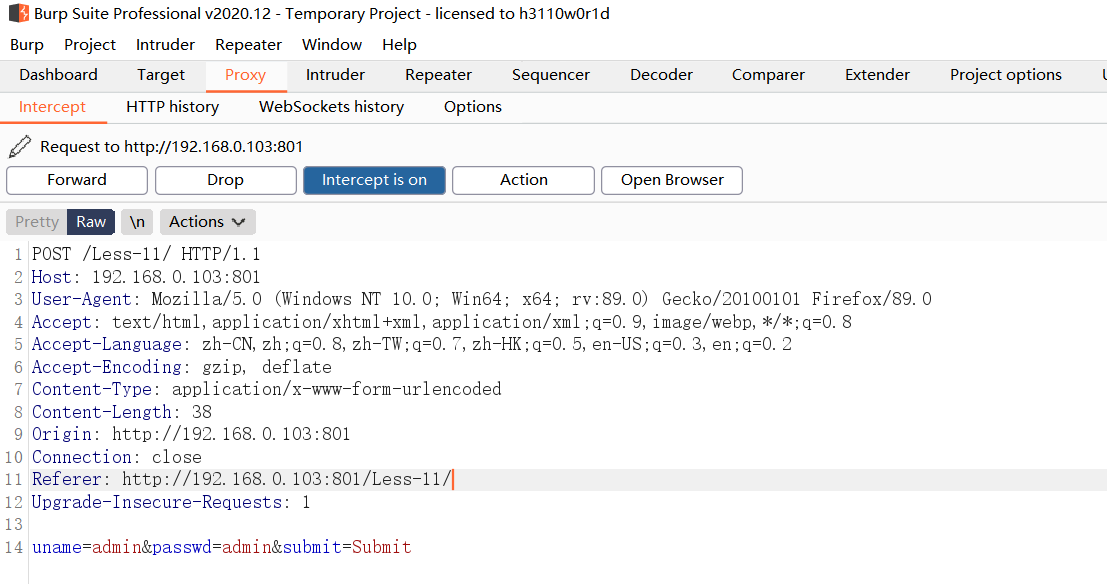 Burp Suite Professional v2020.12 - Temporary Project - licensed to h3110w0r1d
Burp Project Intruder Repeater Window Help
Dashboard Target Proxy Intruder Repeater Sequencer Decoder Comparer Extender Project options
Intercept HTTP history WebSockets history Options
Request to http://192.168.0.103:801
Forward Drop Intercept is on Action Open Browser
Pretty Raw \n Actions
1 POST /Less-11/ HTTP/1.1
2 Host: 192.168.0.103:801
3 User-Agent: Mozilla/5.0 (Windows NT 10.0; Win64; x64; rv:89.0) Gecko/20100101 Firefox/89.0
4 Accept: text/html,application/xhtml+xml,application/xml;q=0.9,image/webp,*/*;q=0.8
5 Accept-Language: zh-CN,zh;q=0.8,zh-TW;q=0.7,zh-HK;q=0.5,en-US;q=0.3,en;q=0.2
6 Accept-Encoding: gzip, deflate
7 Content-Type: application/x-www-form-urlencoded
8 Content-Length: 38
9 Origin: http://192.168.0.103:801
10 Connection: close
11 Referer: http://192.168.0.103:801/Less-11/
12 Upgrade-Insecure-Requests: 1
13
14 uname=admin&passwd=admin&submit=Submit